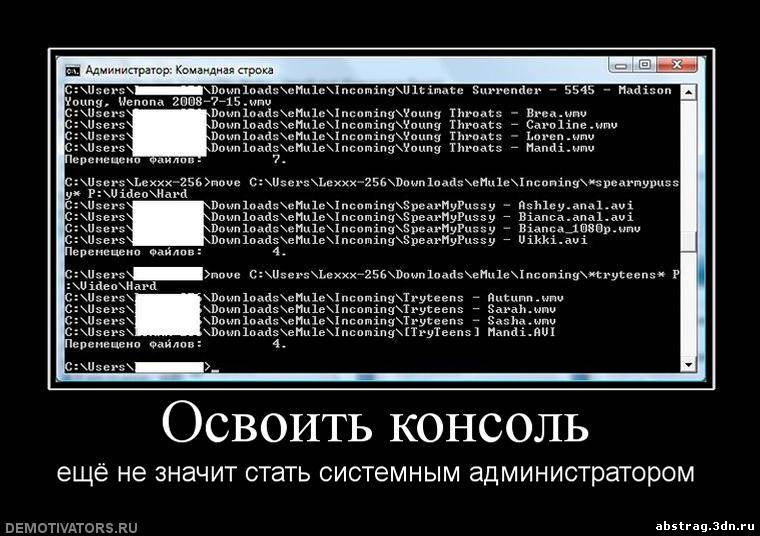 Администратор: Командная строка
C:\Users\ \Downloads\eMule\Incoming\Ultimate Surrender - 5545 - Madison
Young, Wenona 2008-7-15.wmv
C:\Users\ \Downloads\eMule\Incoming\Young Throats - Brea.wmv
C:\Users\ \Downloads\eMule\Incoming\Young Throats - Caroline.wmv
C:\Users\ \Downloads\eMule\Incoming\Young Throats - Loren.wmv
C:\Users\ \Downloads\eMule\Incoming\Young Throats - Mandi.wmv
Перемещено файлов: 7.
C:\Users\Lexxx-256>move C:\Users\Lexxx-256\Downloads\eMule\Incoming\*spearmypuss
y* P:\Video\Hard
C:\Users\ \Downloads\eMule\Incoming\SpearMyPussy - Ashley.anal.avi
C:\Users\ \Downloads\eMule\Incoming\SpearMyPussy - Bianca.anal.avi
C:\Users\ \Downloads\eMule\Incoming\SpearMyPussy - Bianca_1080p.wmv
C:\Users\ \Downloads\eMule\Incoming\SpearMyPussy - Vikki.avi
Перемещено файлов: 4.
C:\Users\ >move C:\Users\Lexxx-256\Downloads\eMule\Incoming\*tryteens* P
:\Video\Hard
C:\Users\ \Downloads\eMule\Incoming\Tryteens - Autumn.wmv
C:\Users\ \Downloads\eMule\Incoming\Tryteens - Sarah.wmv
C:\Users\ \Downloads\eMule\Incoming\Tryteens - Sasha.wmv
C:\Users\ \Downloads\eMule\Incoming\[TryTeens] Mandi.AVI
Перемещено файлов: 4.
C:\Users\ >_
Освоить консоль
ещё не значит стать системным администратором
DEMOTIVATORS.RU
abstrag.3dn.ru